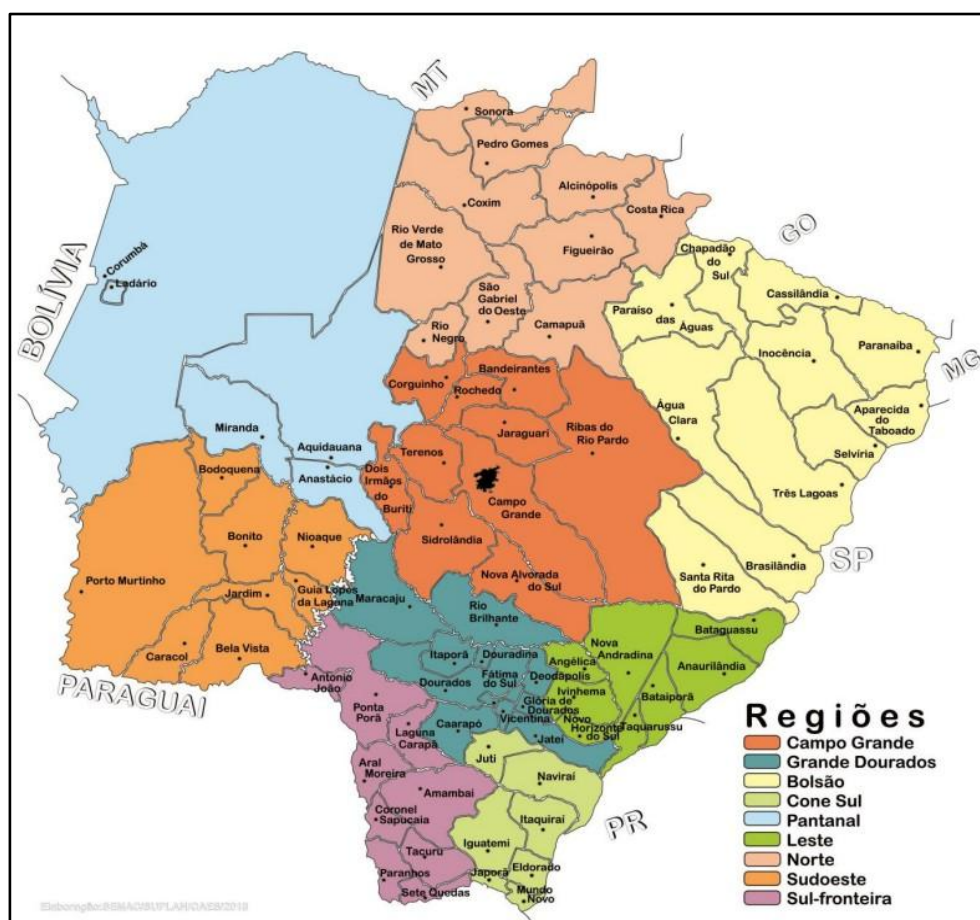 MT
Sonora
Pedro Gomes
Alcinópolis
Coxim
Costa Rica
Rio Verde
de Mato
Grosso
Figueirão
GO
Chapadão
do
Sul
BOLÍVIA
Corumbá
Ladário
São
Gabriel
do Oeste
Paraíso
das Águas
Cassilândia
Rio
Negro
Camapuã
Inocência
Paranaiba
MG
Corguinho
Bandeirantes
Rochedo
Água
Clara
Aparecida
do
Taboado
Miranda
Aquidauana
Jaraguari
Ribas do
Rio Pardo
Selvíria
Bodoquena
Anastácio
Dois
Irmãos
do
Buriti
Terenos
Campo
Grande
Três Lagoas
Bonito
Nioaque
Sidrolândia
SP
Porto Murtinho
Jardim
Guia Lopes
da Laguna
Maracaju
Nova Alvorada
do Sul
Santa Rita
do Pardo
Brasilândia
Rio
Brilhante
Caracol
Bela Vista
Bataguassu
PARAGUAI
Antonio
João
Itaporã
Douradina
Angélica
Nova
Andradina
Anaurilândia
Dourados
Fátima
do Sul
Deodápolis
Ivinhema
Bataiporã
Ponta
Porã
Glória de
Dourados
Vicentina
Novo
Horizonte
do Sul
Taquarussu
Laguna
Carapã
Caarapó
Jateí
Juti
Aral
Moreira
Naviraí
Amambai
Coronel
Sapucaia
Itaquiraí
PR
Iguatemi
Tacuru
Paranhos
Eldorado
Japorã
Sete Quedas
Mundo
Novo
Regiões
Campo Grande
Grande Dourados
Bolsão
Cone Sul
Pantanal
Leste
Norte
Sudoeste
Sul-fronteira